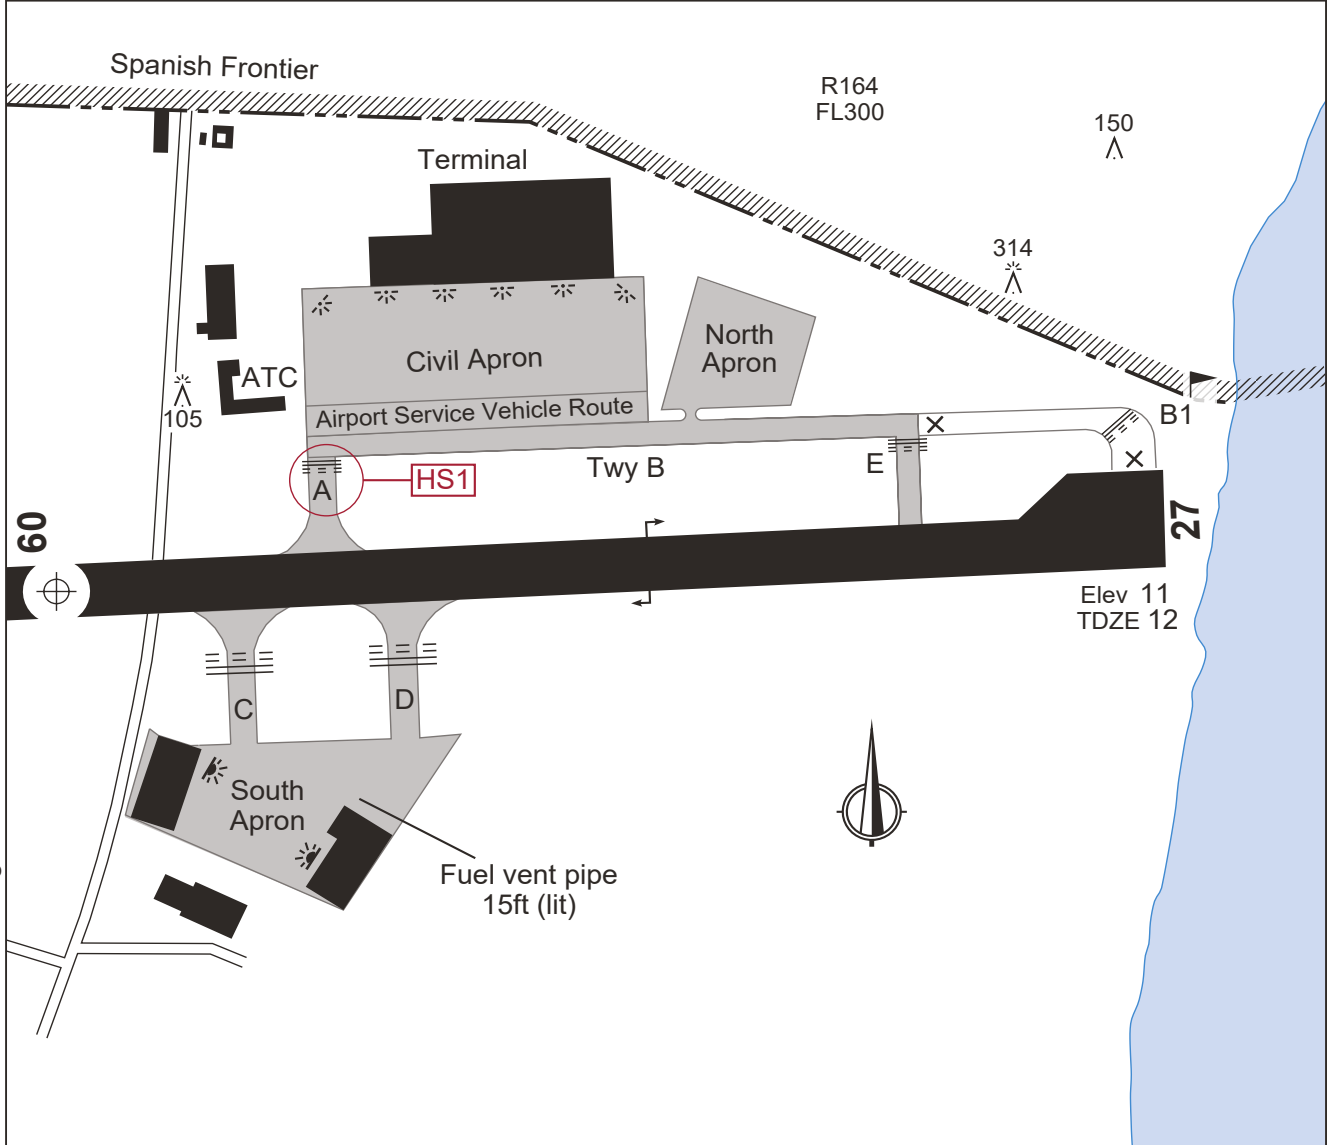 Spanish Frontier
R164
FL300
150
Terminal
314
North
Apron
Civil Apron
ATC
105
Airport Service Vehicle Route
B1
E
Twy B
HS1
A
09
27
Elev 11
TDZE 12
C
D
South
Apron
Fuel vent pipe
15ft (lit)